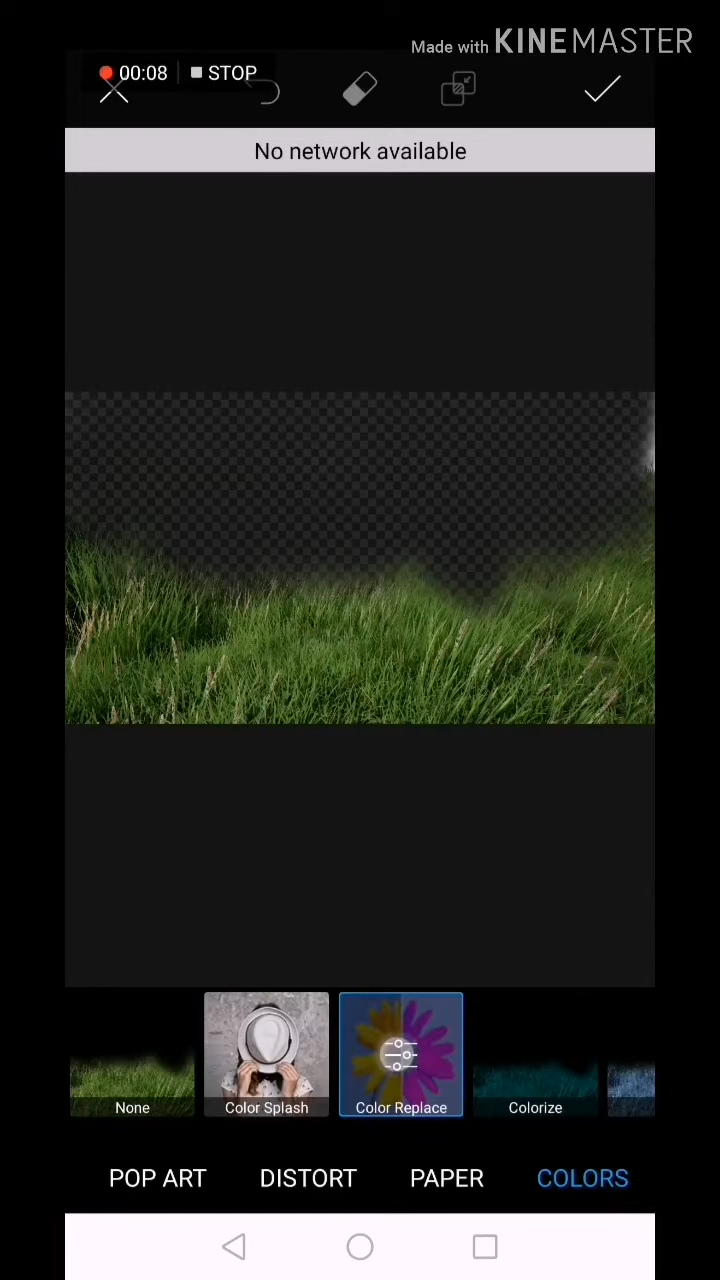 Made with KINEMASTER
00:08 STOP
No network available
None Color Splash Color Replace Colorize
POP ART DISTORT PAPER COLORS